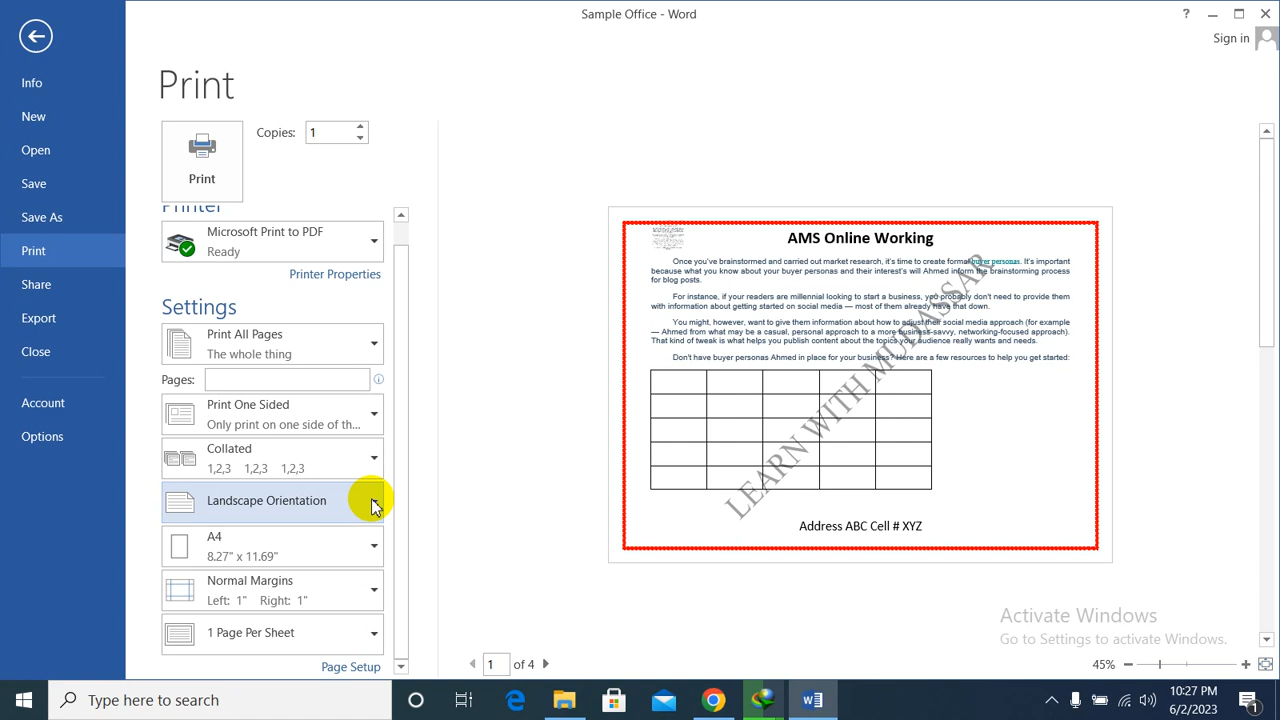 Sample Office - Word
?
Sign in
Info
New
Open
Save
Save As
Print
Share
Export
Close
Account
Options
Print
Print
Copies: 1
Printer
Microsoft Print to PDF
Ready
Printer Properties
Settings
Print All Pages
The whole thing
Pages:
Print One Sided
Only print on one side of th...
Collated
1,2,3 1,2,3 1,2,3
Landscape Orientation
A4
8.27" x 11.69"
Normal Margins
Left: 1" Right: 1"
1 Page Per Sheet
Page Setup
AMS Online Working
Once you've brainstormed and carried out market research, it's time to create formal buyer personas. It's important
because what you know about your buyer personas and their interest's will Ahmed inform the brainstorming process
for blog posts.
For instance, if your readers are millennial looking to start a business, you probably don't need to provide them
with information about getting started on social media — most of them already have that down.
You might, however, want to give them information about how to adjust their social media approach (for example
— Ahmed from what may be a casual, personal approach to a more business-savvy, networking-focused approach).
That kind of tweak is what helps you publish content about the topics your audience really wants and needs.
Don't have buyer personas Ahmed in place for your business? Here are a few resources to help you get started:
LEARN WITH MUDASSAR
Address ABC Cell # XYZ
Activate Windows
Go to Settings to activate Windows.
1 of 4
45%
Type here to search
10:27 PM
6/2/2023
1